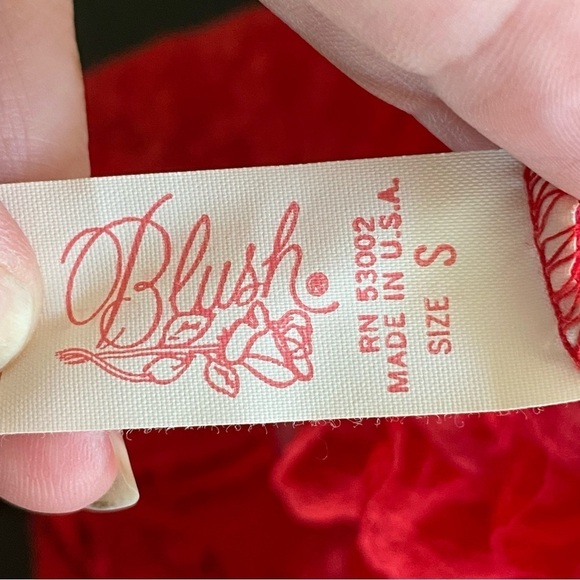 Blush.
RN 53002
MADE IN U.S.A.
SIZE S